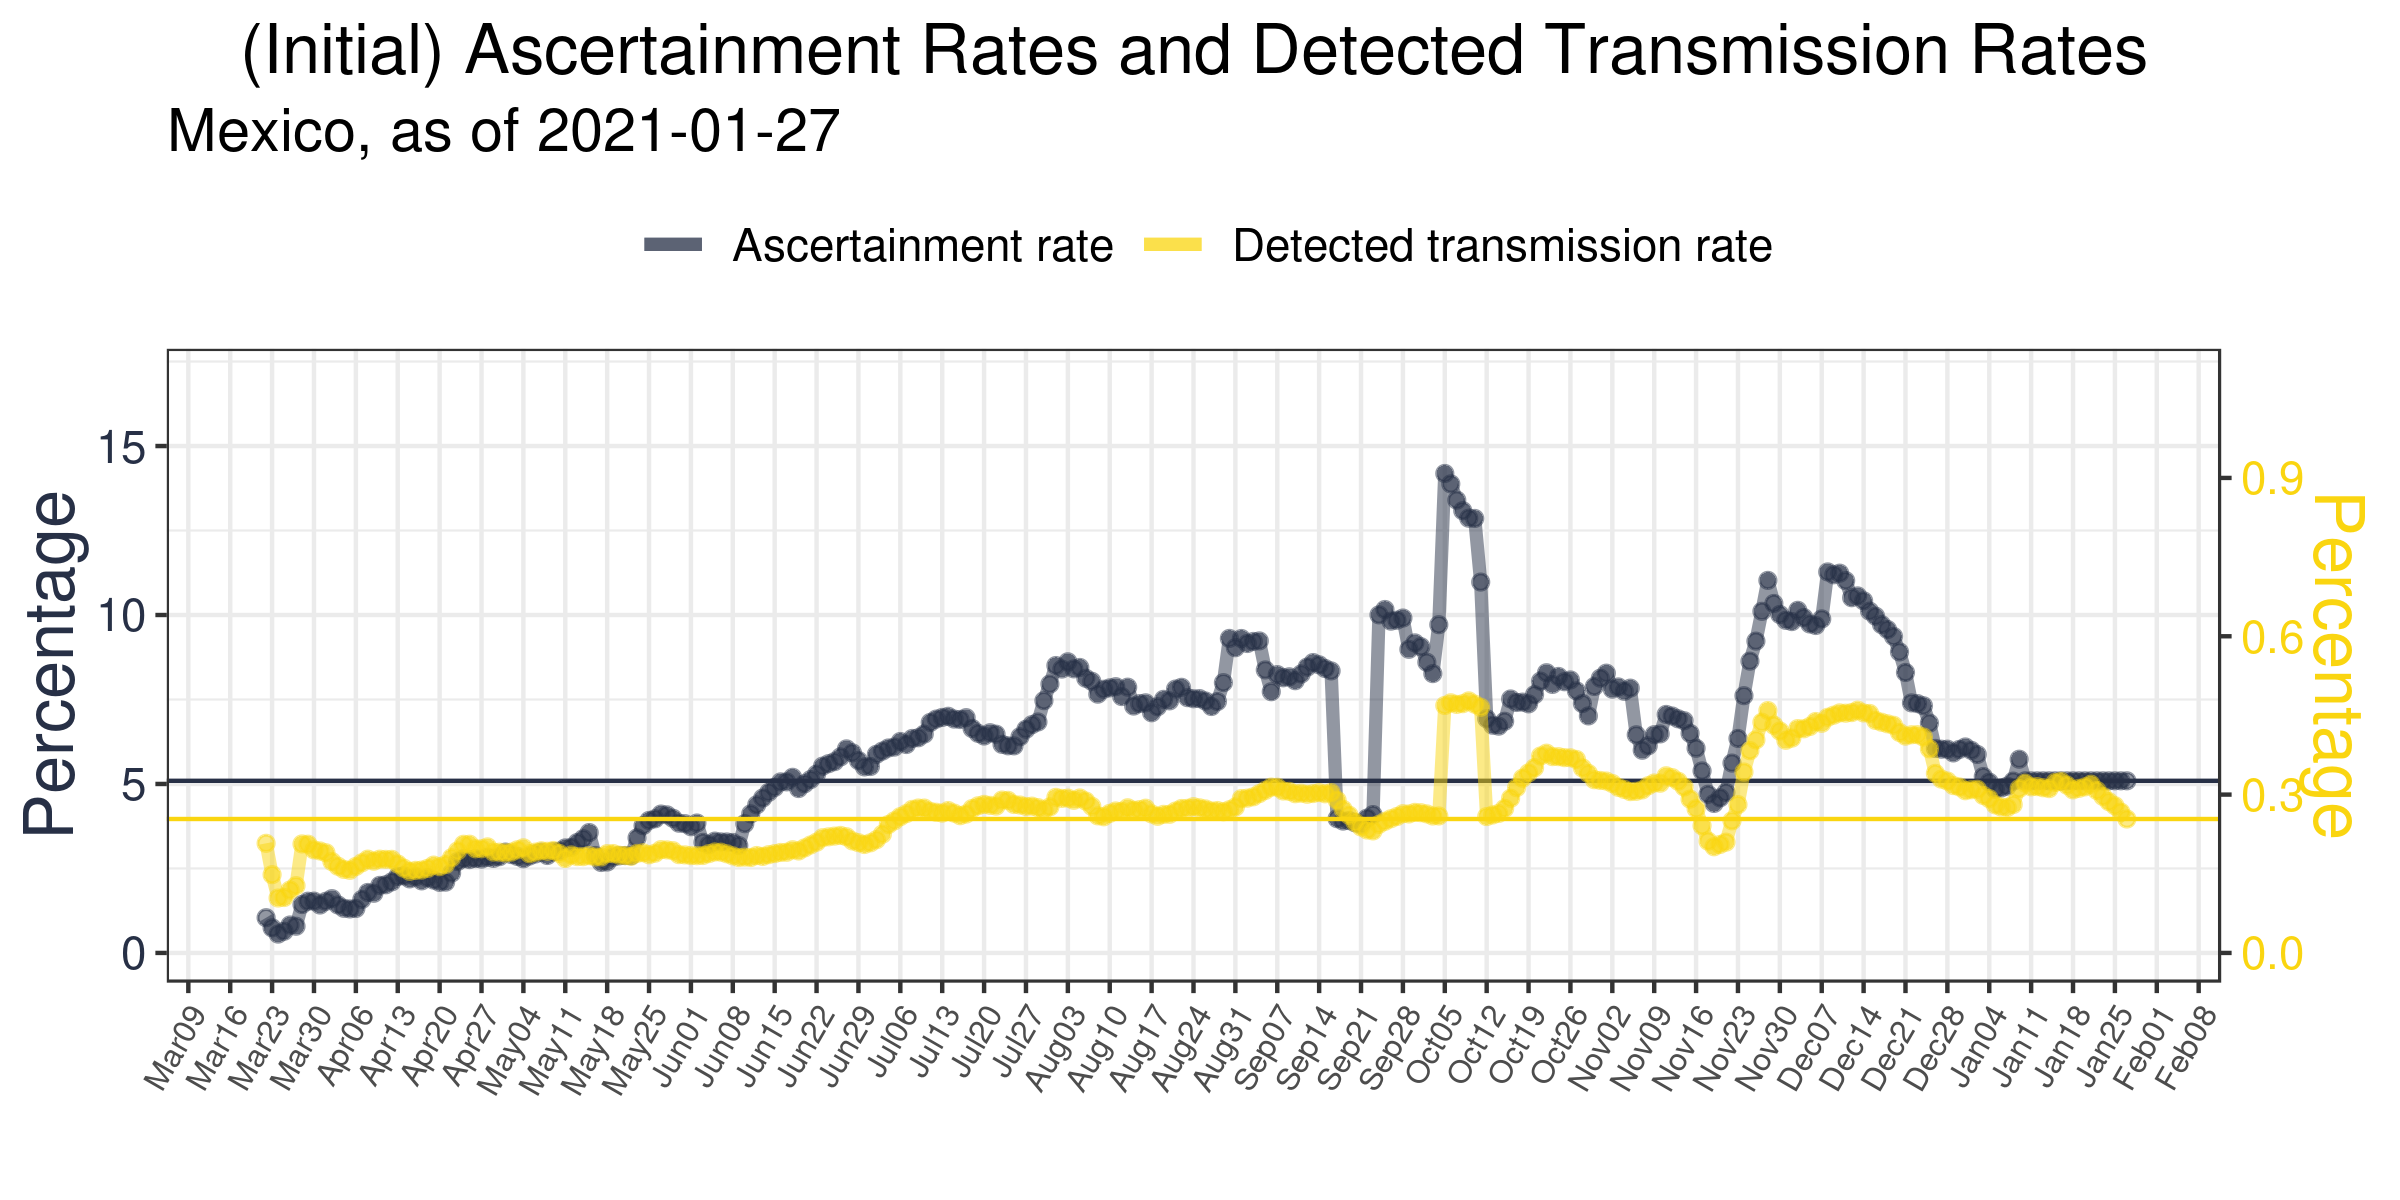 (Initial) Ascertainment Rates and Detected Transmission Rates
Mexico, as of 2021-01-27
Ascertainment rate
Detected transmission rate
Percentage
15
10
5
0
0.9
0.6
0.3
0.0
Percentage
Mar09
Mar16
Mar23
Mar30
Apr06
Apr13
Apr20
Apr27
May04
May11
May18
May25
Jun01
Jun08
Jun15
Jun22
Jun29
Jul06
Jul13
Jul20
Jul27
Aug03
Aug10
Aug17
Aug24
Aug31
Sep07
Sep14
Sep21
Sep28
Oct05
Oct12
Oct19
Oct26
Nov02
Nov09
Nov16
Nov23
Nov30
Dec07
Dec14
Dec21
Dec28
Jan04
Jan11
Jan18
Jan25
Feb01
Feb08